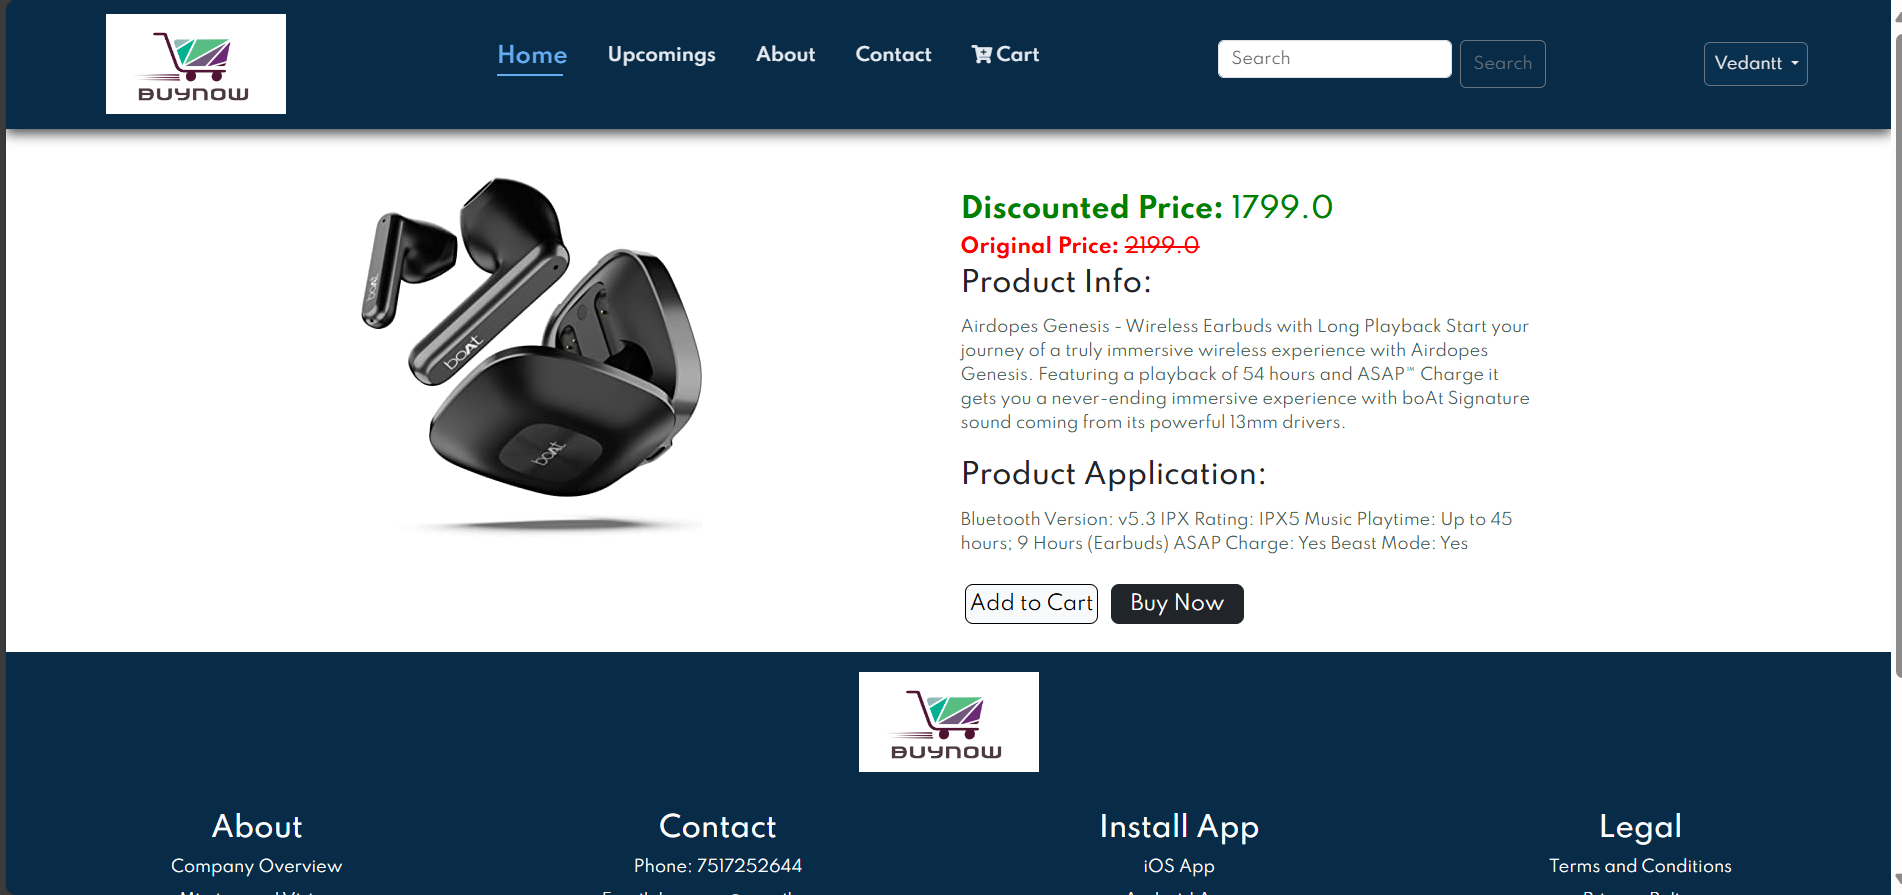 BUYNOW
Home Upcomings About Contact Cart
Search Search
Vedantt
boAt
boAt
boAt
Discounted Price: 1799.0
Original Price: 2199.0
Product Info:
Airdopes Genesis - Wireless Earbuds with Long Playback Start your
journey of a truly immersive wireless experience with Airdopes
Genesis. Featuring a playback of 54 hours and ASAP™ Charge it
gets you a never-ending immersive experience with boAt Signature
sound coming from its powerful 13mm drivers.
Product Application:
Bluetooth Version: v5.3 IPX Rating: IPX5 Music Playtime: Up to 45
hours; 9 Hours (Earbuds) ASAP Charge: Yes Beast Mode: Yes
Add to Cart Buy Now
BUYNOW
About Contact Install App Legal
Company Overview Phone: 7517252644 iOS App Terms and Conditions